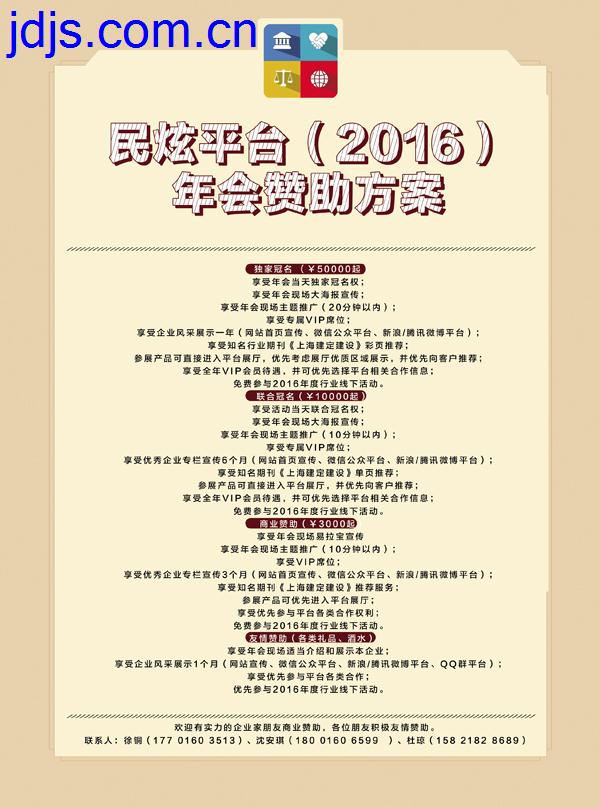 jdjs.com.cn
民炫平台（2016）
年会赞助方案
独家冠名（￥50000起
享受年会当天独家冠名权；
享受年会现场大海报宣传；
享受年会现场主题推广（20分钟以内）；
享受专属VIP席位；
享受企业风采展示一年（网站首页宣传、微信公众平台、新浪/腾讯微博平台）；
享受知名行业期刊《上海建定建设》彩页推荐；
参展产品可直接进入平台展厅，优先考虑展厅优质区域展示，并优先向客户推荐；
享受全年VIP会员待遇，并可优先选择平台相关合作信息；
免费参与2016年度行业线下活动。
联合冠名（￥10000起）
享受活动当天联合冠名权；
享受年会现场大海报宣传；
享受年会现场主题推广（10分钟以内）；
享受专属VIP席位；
享受优秀企业专栏宣传6个月（网站首页宣传、微信公众平台、新浪/腾讯微博平台）；
享受知名期刊《上海建定建设》单页推荐；
参展产品可直接进入平台展厅，并优先向客户推荐；
享受全年VIP会员待遇，并可优先选择平台相关合作信息；
免费参与2016年度行业线下活动。
商业赞助（￥3000起
享受年会现场易拉宝宣传
享受年会现场主题推广（10分钟以内）；
享受VIP席位；
享受优秀企业专栏宣传3个月（网站首页宣传、微信公众平台、新浪/腾讯微博平台）；
享受知名期刊《上海建定建设》推荐服务；
参展产品可优先进入平台展厅；
享受优先参与平台各类合作权利；
免费参与2016年度行业线下活动。
友情赞助（各类礼品、酒水）
享受年会现场适当介绍和展示本企业；
享受企业风采展示1个月（网站宣传、微信公众平台、新浪/腾讯微博平台、QQ群平台）；
享受优先参与平台各类合作；
优先参与2016年度行业线下活动。
欢迎有实力的企业家朋友商业赞助，各位朋友积极友情赞助。
联系人：徐铜（177 0160 3513）、沈安琪（180 0160 6599 ）、杜琼（158 2182 8689）